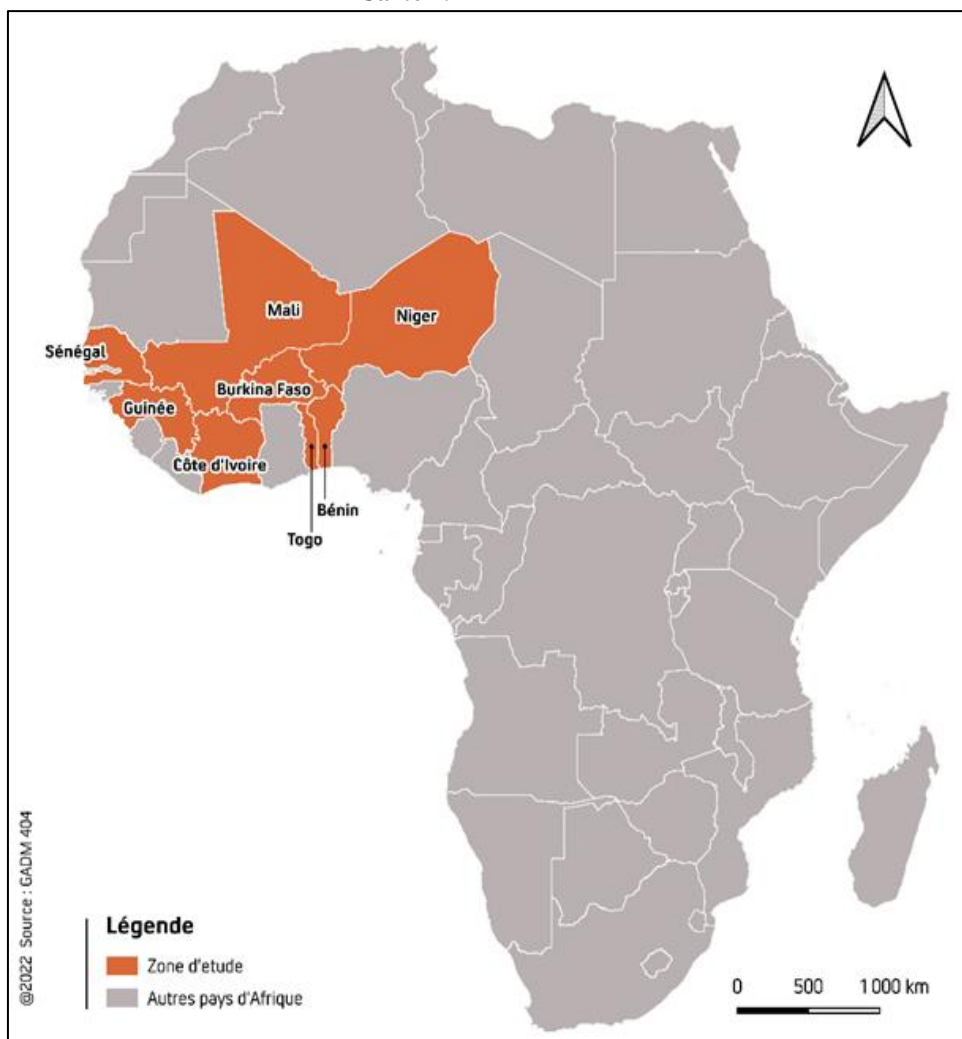 Mali
Niger
Sénégal
Burkina Faso
Guinée
Côte d'Ivoire
Bénin
Togo
@2022 Source : GADM 404
Légende
Zone d'etude
Autres pays d'Afrique
0 500 1 000 km